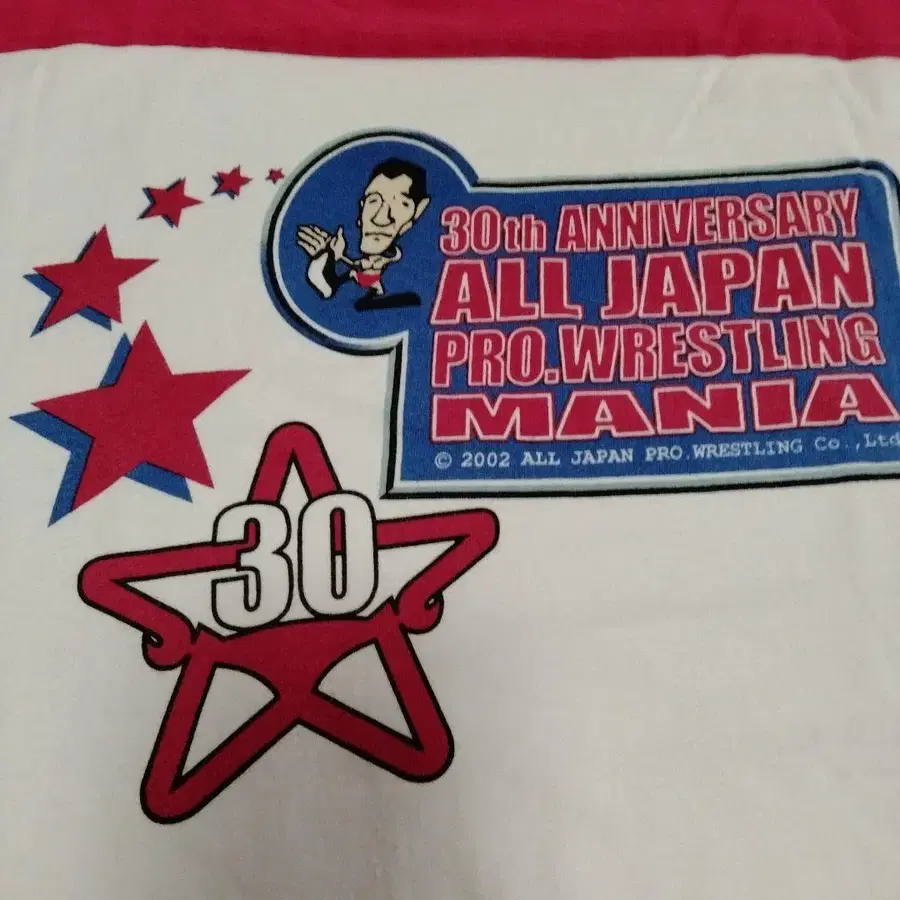 30th ANNIVERSARY
ALL JAPAN
PRO.WRESTLING
MANIA
© 2002 ALL JAPAN PRO.WRESTLING Co.,Ltd
30